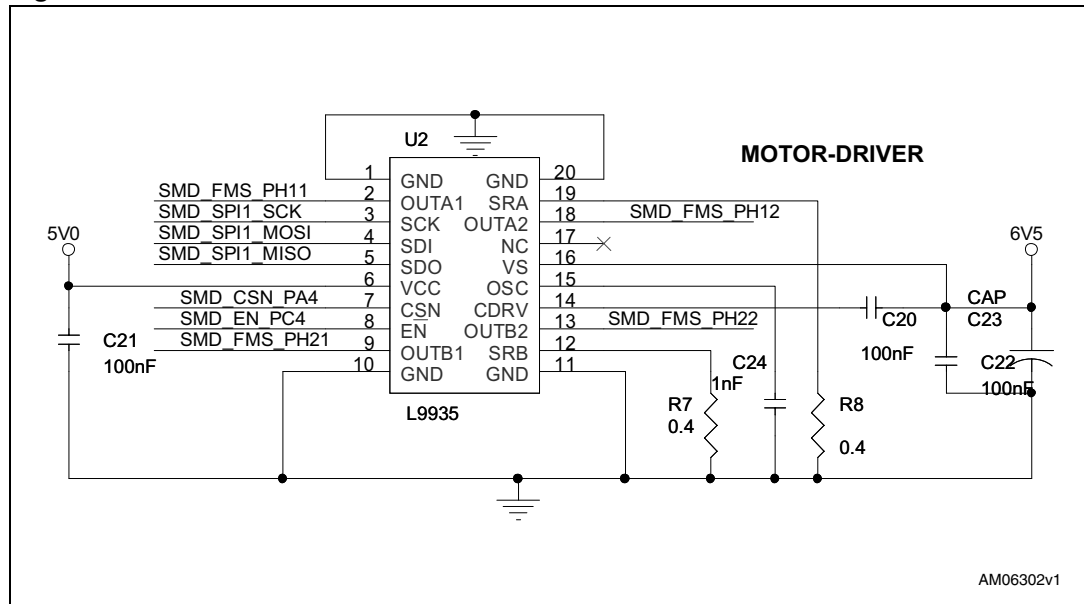 U2
MOTOR-DRIVER
1 GND GND 20
SMD_FMS_PH11 2 OUTA1 SRA 19
SMD_SPI1_SCK 3 SCK OUTA2 18 SMD_FMS_PH12
SMD_SPI1_MOSI 4 SDI NC 17
5V0 SMD_SPI1_MISO 5 SDO VS 16 6V5
6 VCC OSC 15
SMD_CSN_PA4 7 CSN CDRV 14 CAP
SMD_EN_PC4 8 EN OUTB2 13 SMD_FMS_PH22 C20 C23
SMD_FMS_PH21 9 OUTB1 SRB 12
C21 C24 100nF C22
100nF 10 GND GND 11 1nF 100nF
L9935 R7 R8
0.4
0.4
AM06302v1